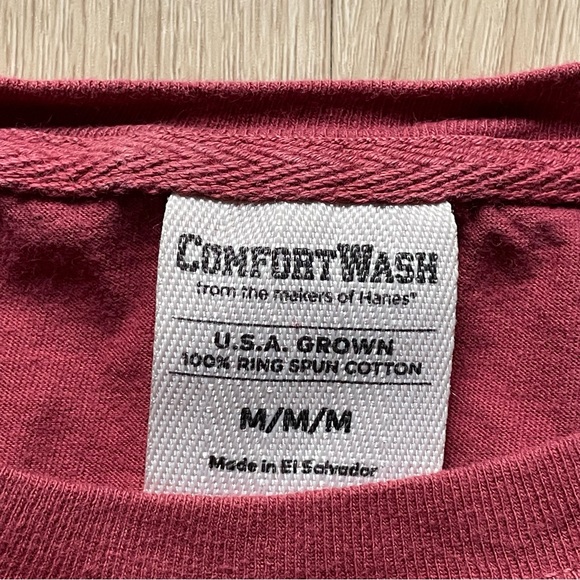 COMFORTWASH
from the makers of Hanes®
U.S.A. GROWN
100% RING SPUN COTTON
M/M/M
Made in El Salvador